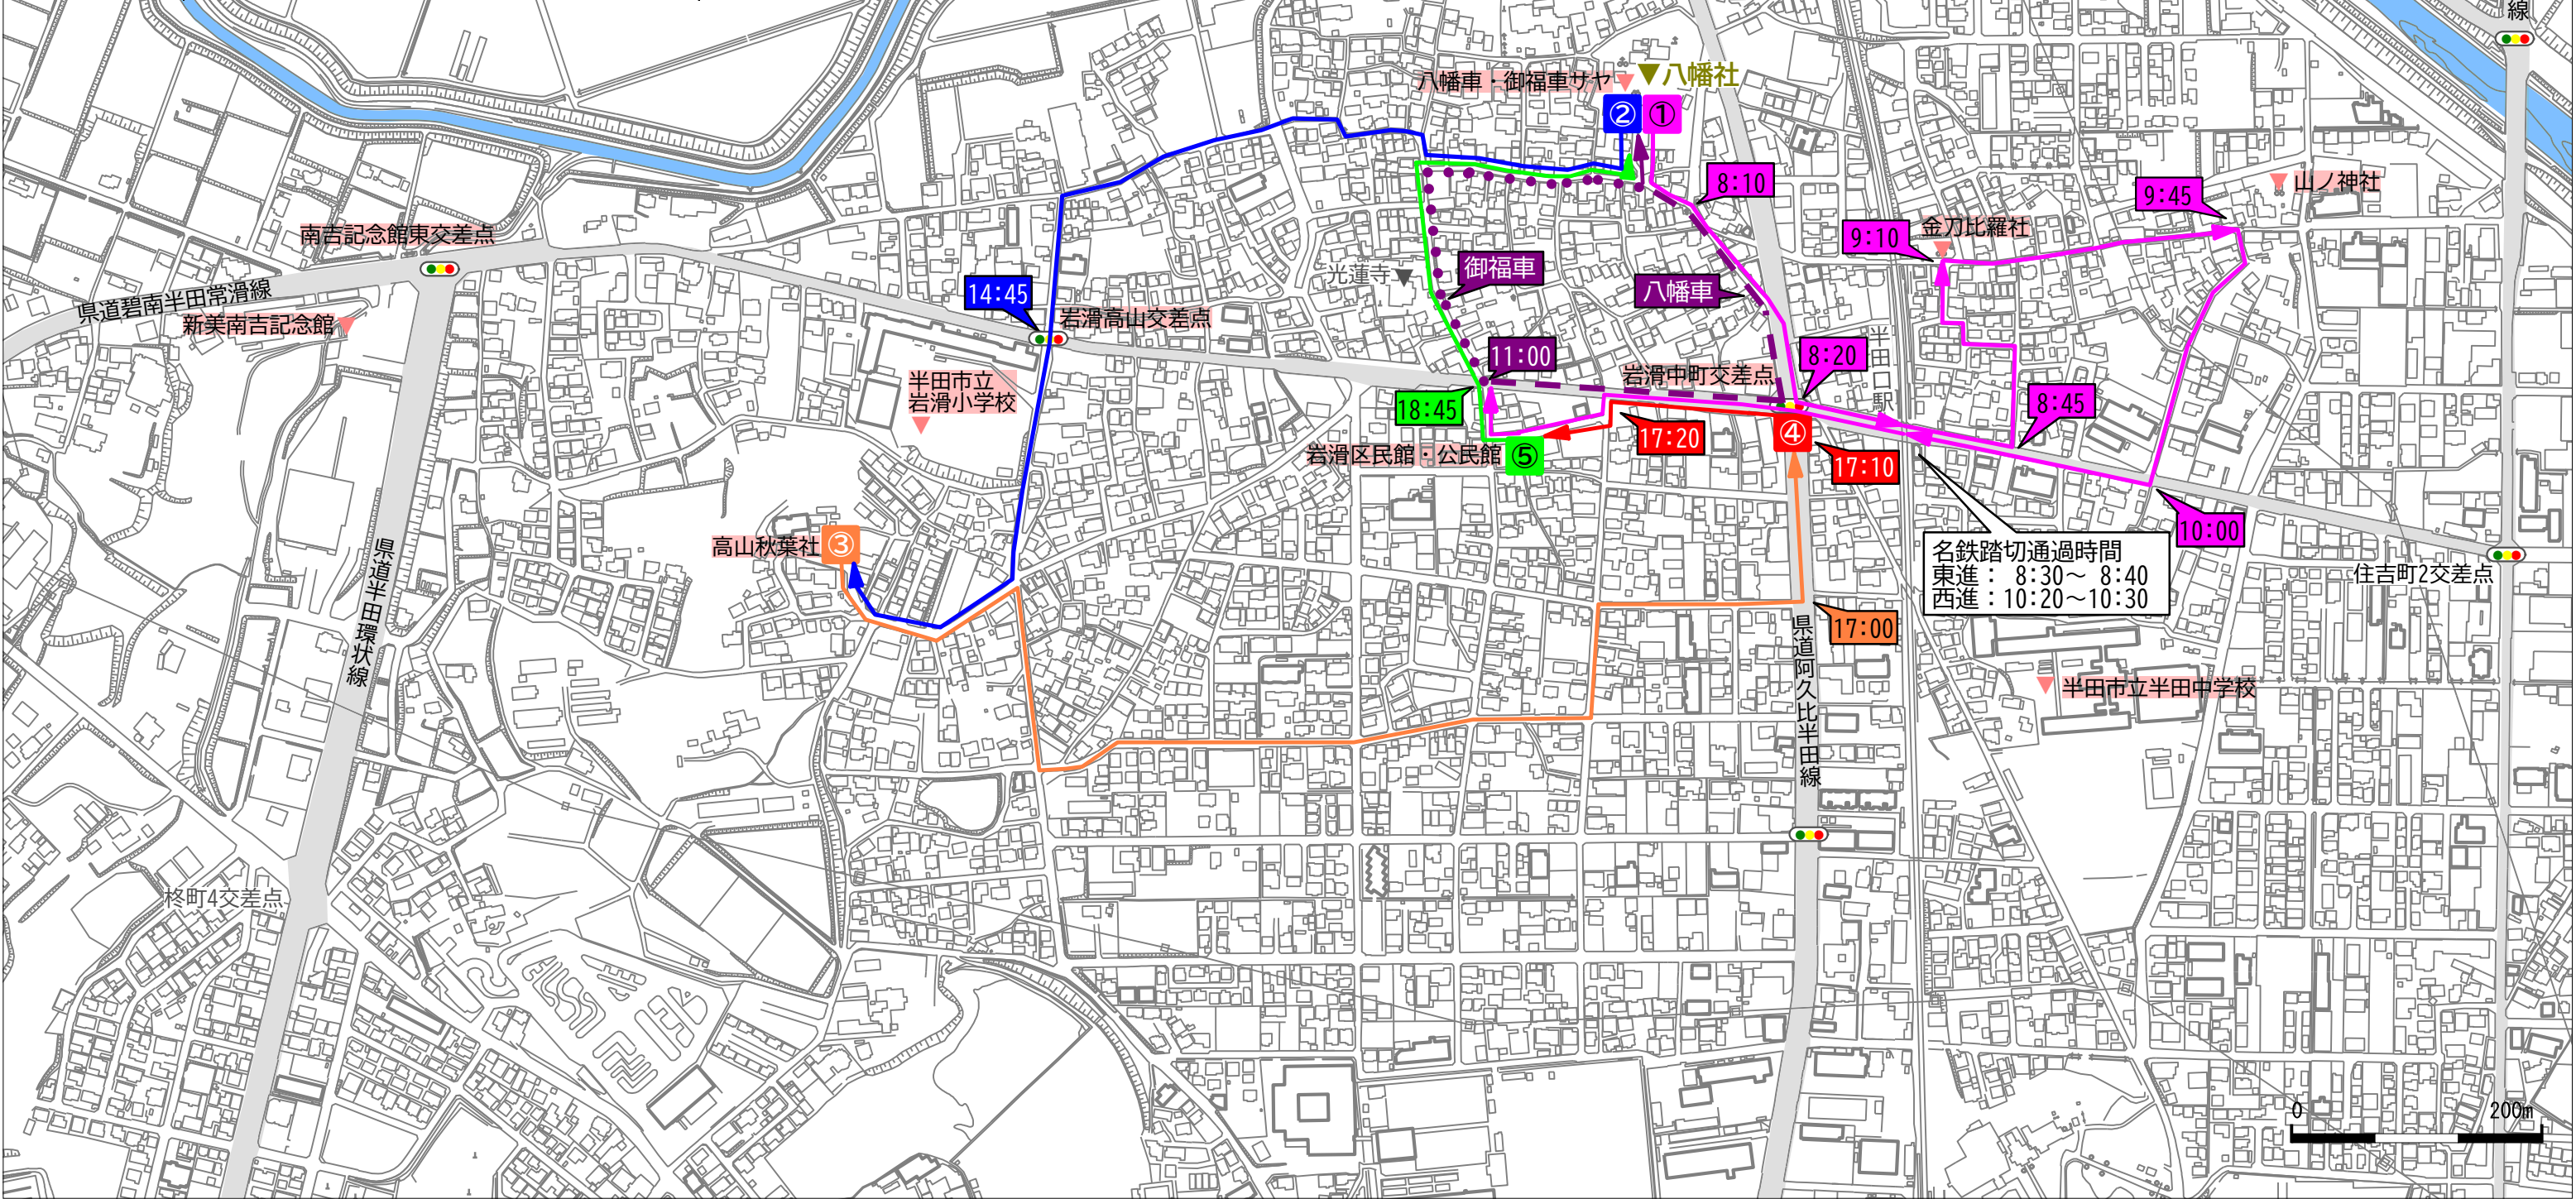 線
八幡車・御福車サヤ
八幡社
②
①
8:10
山ノ神社
9:45
金刀比羅社
9:10
南吉記念館東交差点
県道碧南半田常滑線
新美南吉記念館
14:45
岩滑高山交差点
光蓮寺
御福車
八幡車
半田口駅
11:00
8:20
岩滑中町交差点
半田市立
岩滑小学校
18:45
8:45
17:20
④
岩滑区民館・公民館
⑤
17:10
10:00
高山秋葉社
③
名鉄踏切通過時間
東進： 8:30～ 8:40
西進：10:20～10:30
住吉町2交差点
県道半田環状線
17:00
県道阿久比半田線
半田市立半田中学校
柊町4交差点
0
200m